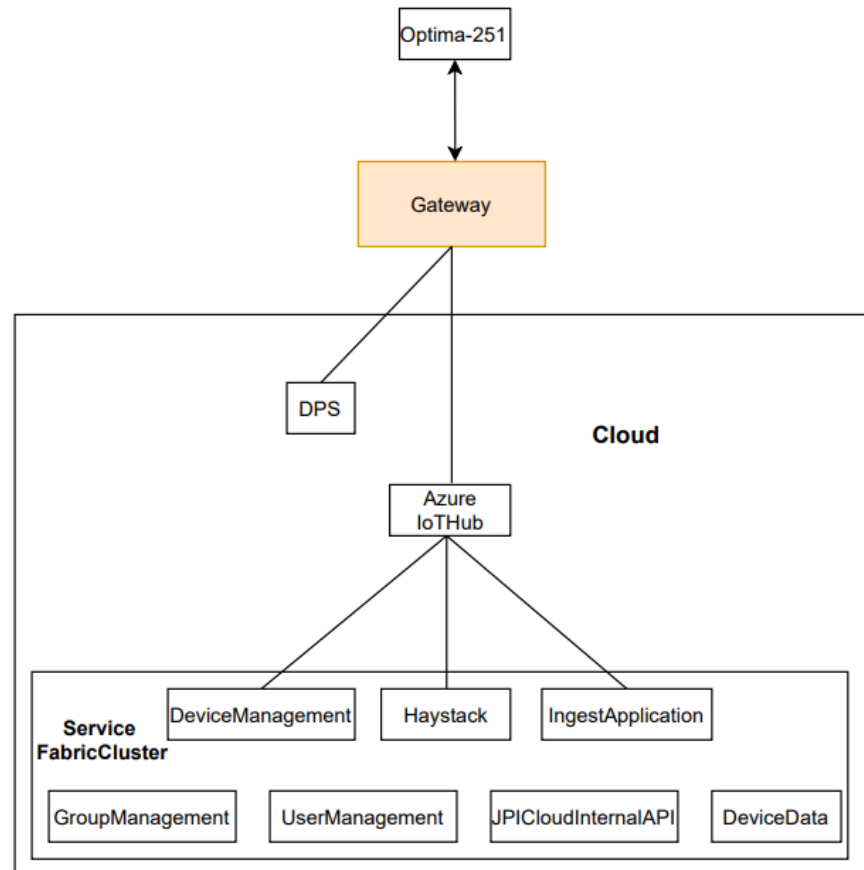 Optima-251
Gateway
DPS
Cloud
Azure
IoTHub
DeviceManagement
Haystack
IngestApplication
Service
FabricCluster
GroupManagement
UserManagement
JPICloudInternalAPI
DeviceData